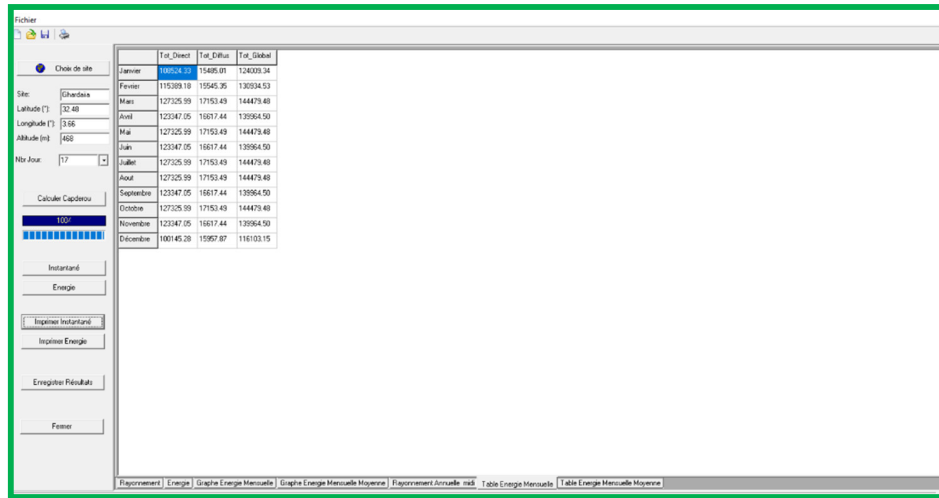 Fichier
Choix de site
Site: Ghardaia
Latitude (°): 32.48
Longitude (°): 3.66
Altitude (m): 468
Nbr Jour: 17
Calculer Capderou
100%
Instantané
Energie
Imprimer Instantané
Imprimer Energie
Enregistrer Résultats
Fermer
Tot_Direct Tot_Diffus Tot_Global
Janvier 108524.33 15485.01 124009.34
Fevrier 115389.18 15545.35 130934.53
Mars 127325.99 17153.49 144479.48
Avril 123347.05 16617.44 139964.50
Mai 127325.99 17153.49 144479.48
Juin 123347.05 16617.44 139964.50
Juillet 127325.99 17153.49 144479.48
Aout 127325.99 17153.49 144479.48
Septembre 123347.05 16617.44 139964.50
Octobre 127325.99 17153.49 144479.48
Novembre 123347.05 16617.44 139964.50
Décembre 100145.28 15957.87 116103.15
Rayonnement Energie Graphe Energie Mensuelle Graphe Energie Mensuelle Moyenne Rayonnement Annuelle midi Table Energie Mensuelle Table Energie Mensuelle Moyenne